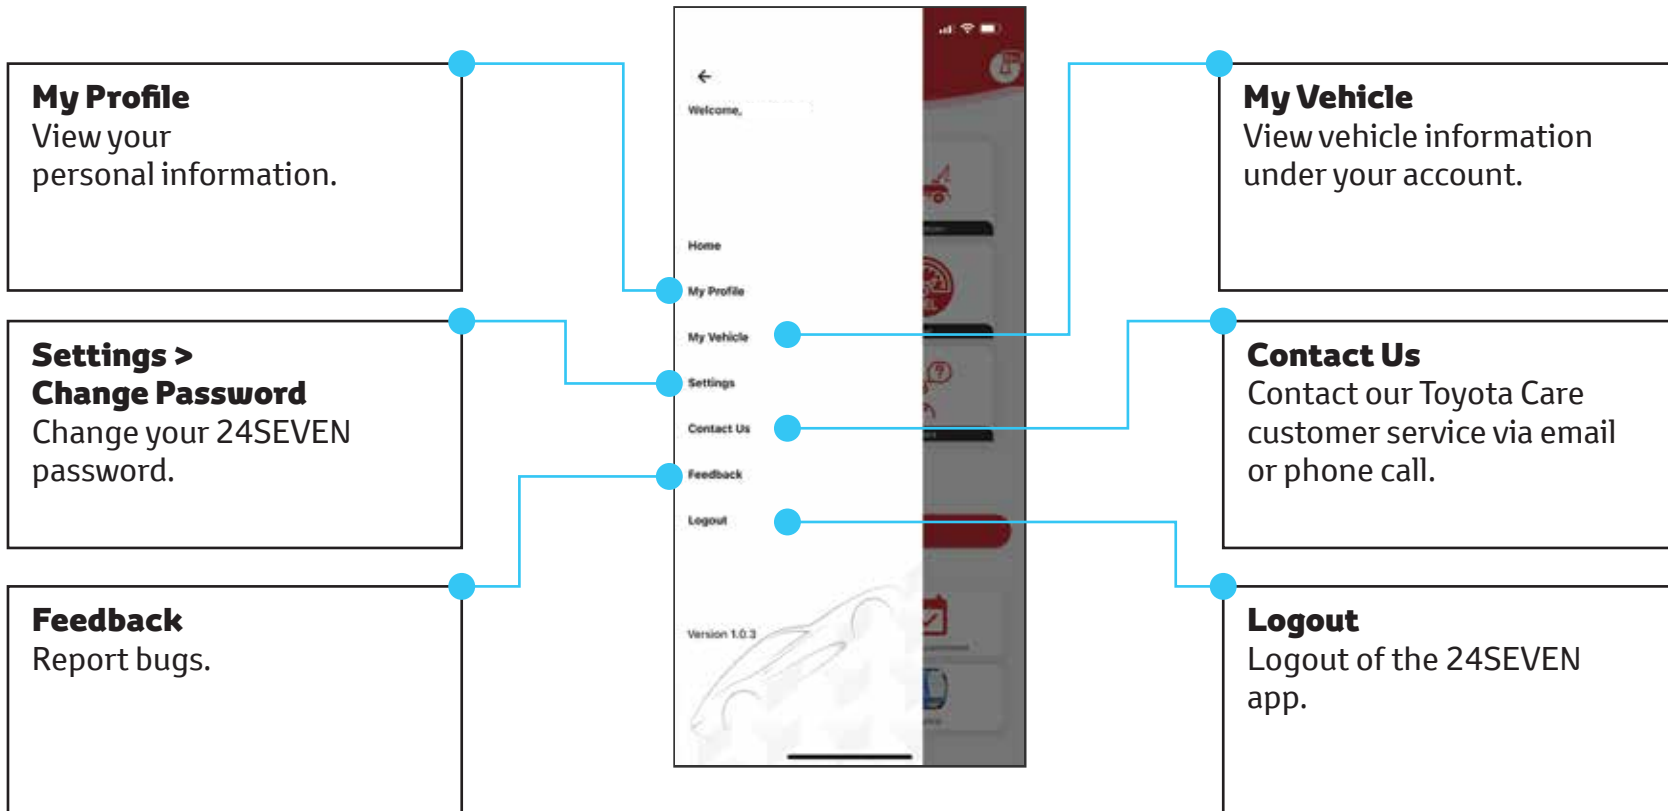 My Profile
View your
personal information.
Settings >
Change Password
Change your 24SEVEN
password.
Feedback
Report bugs.
Welcome,
Home
My Profile
My Vehicle
Settings
Contact Us
Feedback
Logout
Version 1.0.3
My Vehicle
View vehicle information
under your account.
Contact Us
Contact our Toyota Care
customer service via email
or phone call.
Logout
Logout of the 24SEVEN
app.